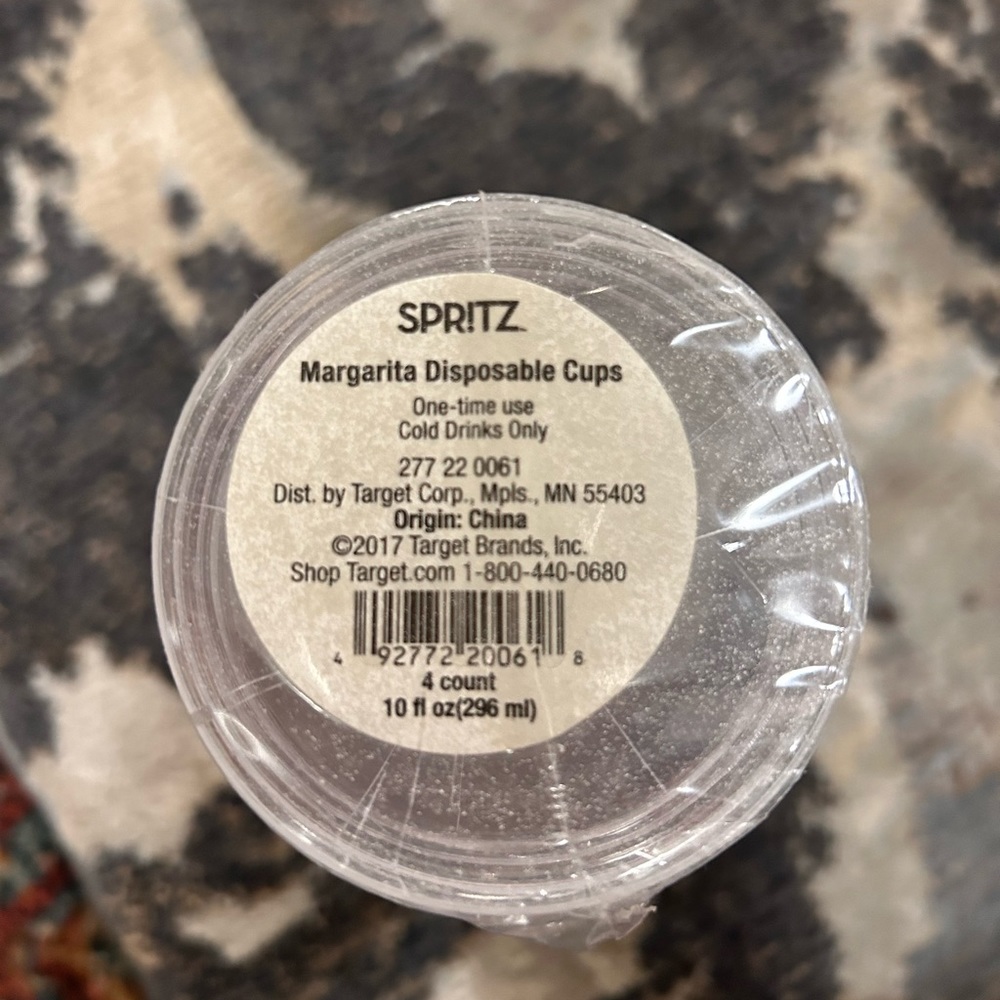 SPR!TZ™
Margarita Disposable Cups
One-time use
Cold Drinks Only
277 22 0061
Dist. by Target Corp., Mpls., MN 55403
Origin: China
©2017 Target Brands, Inc.
Shop Target.com 1-800-440-0680
4 92772 20061 8
4 count
10 fl oz(296 ml)